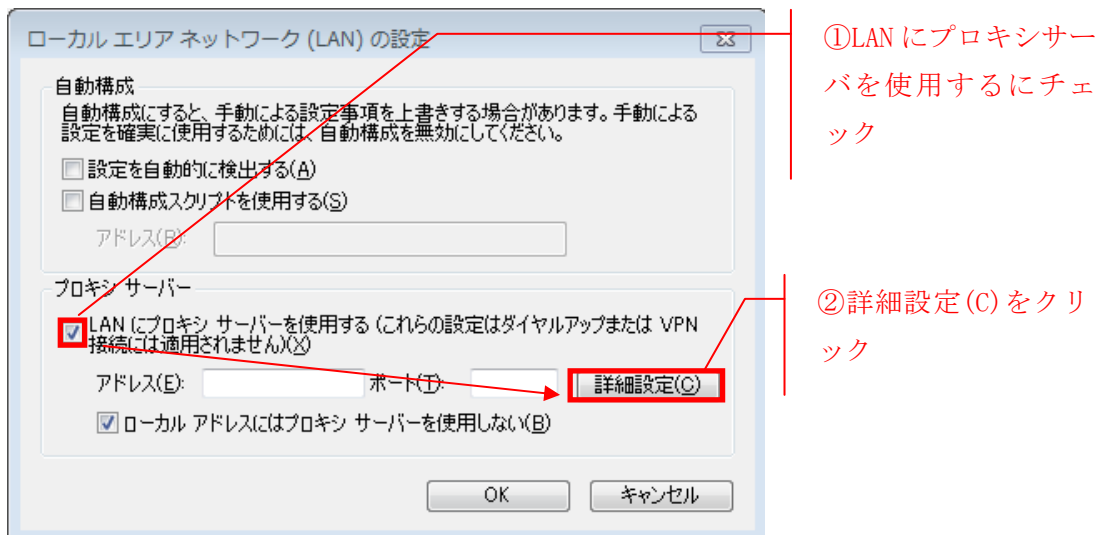 ローカル エリア ネットワーク (LAN) の設定
自動構成
自動構成にすると、手動による設定事項を上書きする場合があります。手動による
設定を確実に使用するためには、自動構成を無効にしてください。
設定を自動的に検出する(A)
自動構成スクリプトを使用する(S)
アドレス(R):
プロキシ サーバー
LAN にプロキシ サーバーを使用する (これらの設定はダイヤルアップまたは VPN
接続には適用されません)(X)
アドレス(E):
ポート(T):
詳細設定(C)
ローカル アドレスにはプロキシ サーバーを使用しない(B)
OK
キャンセル
①LAN にプロキシサー
バを使用するにチェ
ック
②詳細設定(C)をクリ
ック